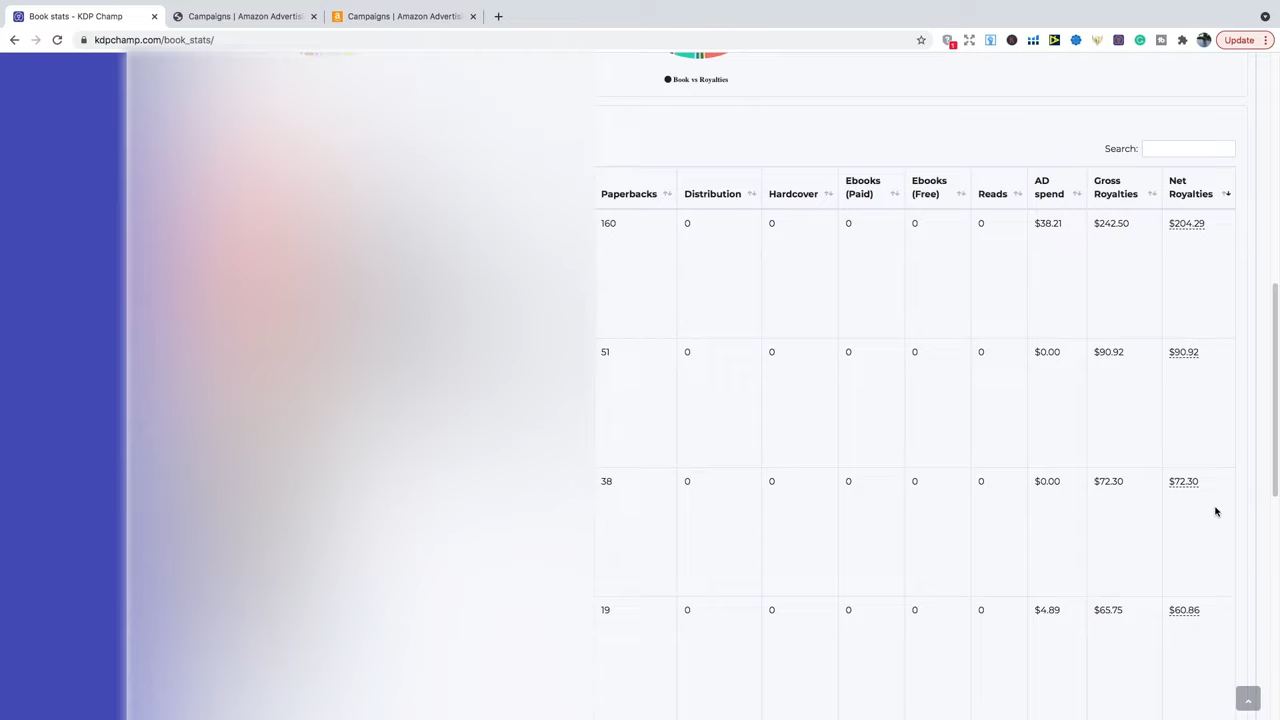 Book stats - KDP Champ
Campaigns | Amazon Advertisi
Campaigns | Amazon Advertisi
kdpchamp.com/book_stats/
1
Update
Book vs Royalties
Search:
Paperbacks Distribution Hardcover Ebooks (Paid) Ebooks (Free) Reads AD spend Gross Royalties Net Royalties
160 0 0 0 0 0 $38.21 $242.50 $204.29
51 0 0 0 0 0 $0.00 $90.92 $90.92
38 0 0 0 0 0 $0.00 $72.30 $72.30
19 0 0 0 0 0 $4.89 $65.75 $60.86